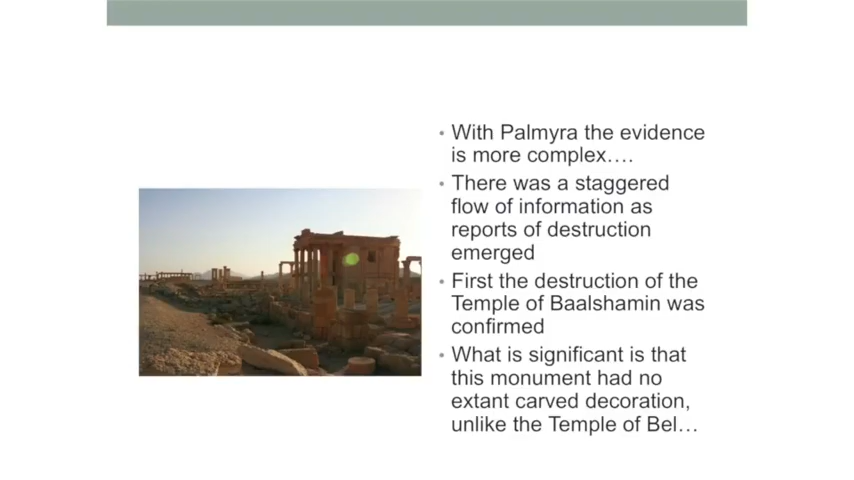 • With Palmyra the evidence
is more complex….
• There was a staggered
flow of information as
reports of destruction
emerged
• First the destruction of the
Temple of Baalshamin was
confirmed
• What is significant is that
this monument had no
extant carved decoration,
unlike the Temple of Bel…